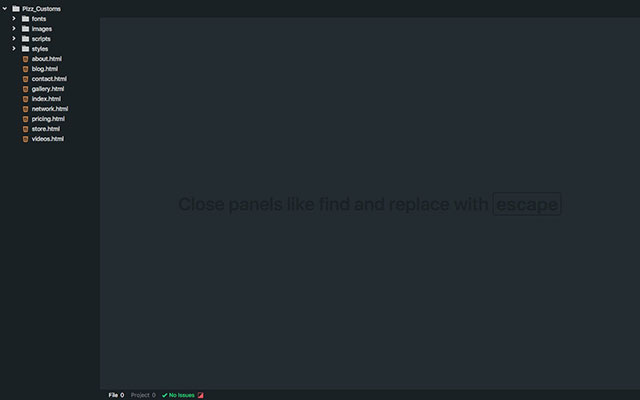 Plzz_Customs
fonts
images
scripts
styles
about.html
blog.html
contact.html
gallery.html
index.html
network.html
pricing.html
store.html
videos.html
Close panels like find and replace with escape
File 0 Project 0 No Issues